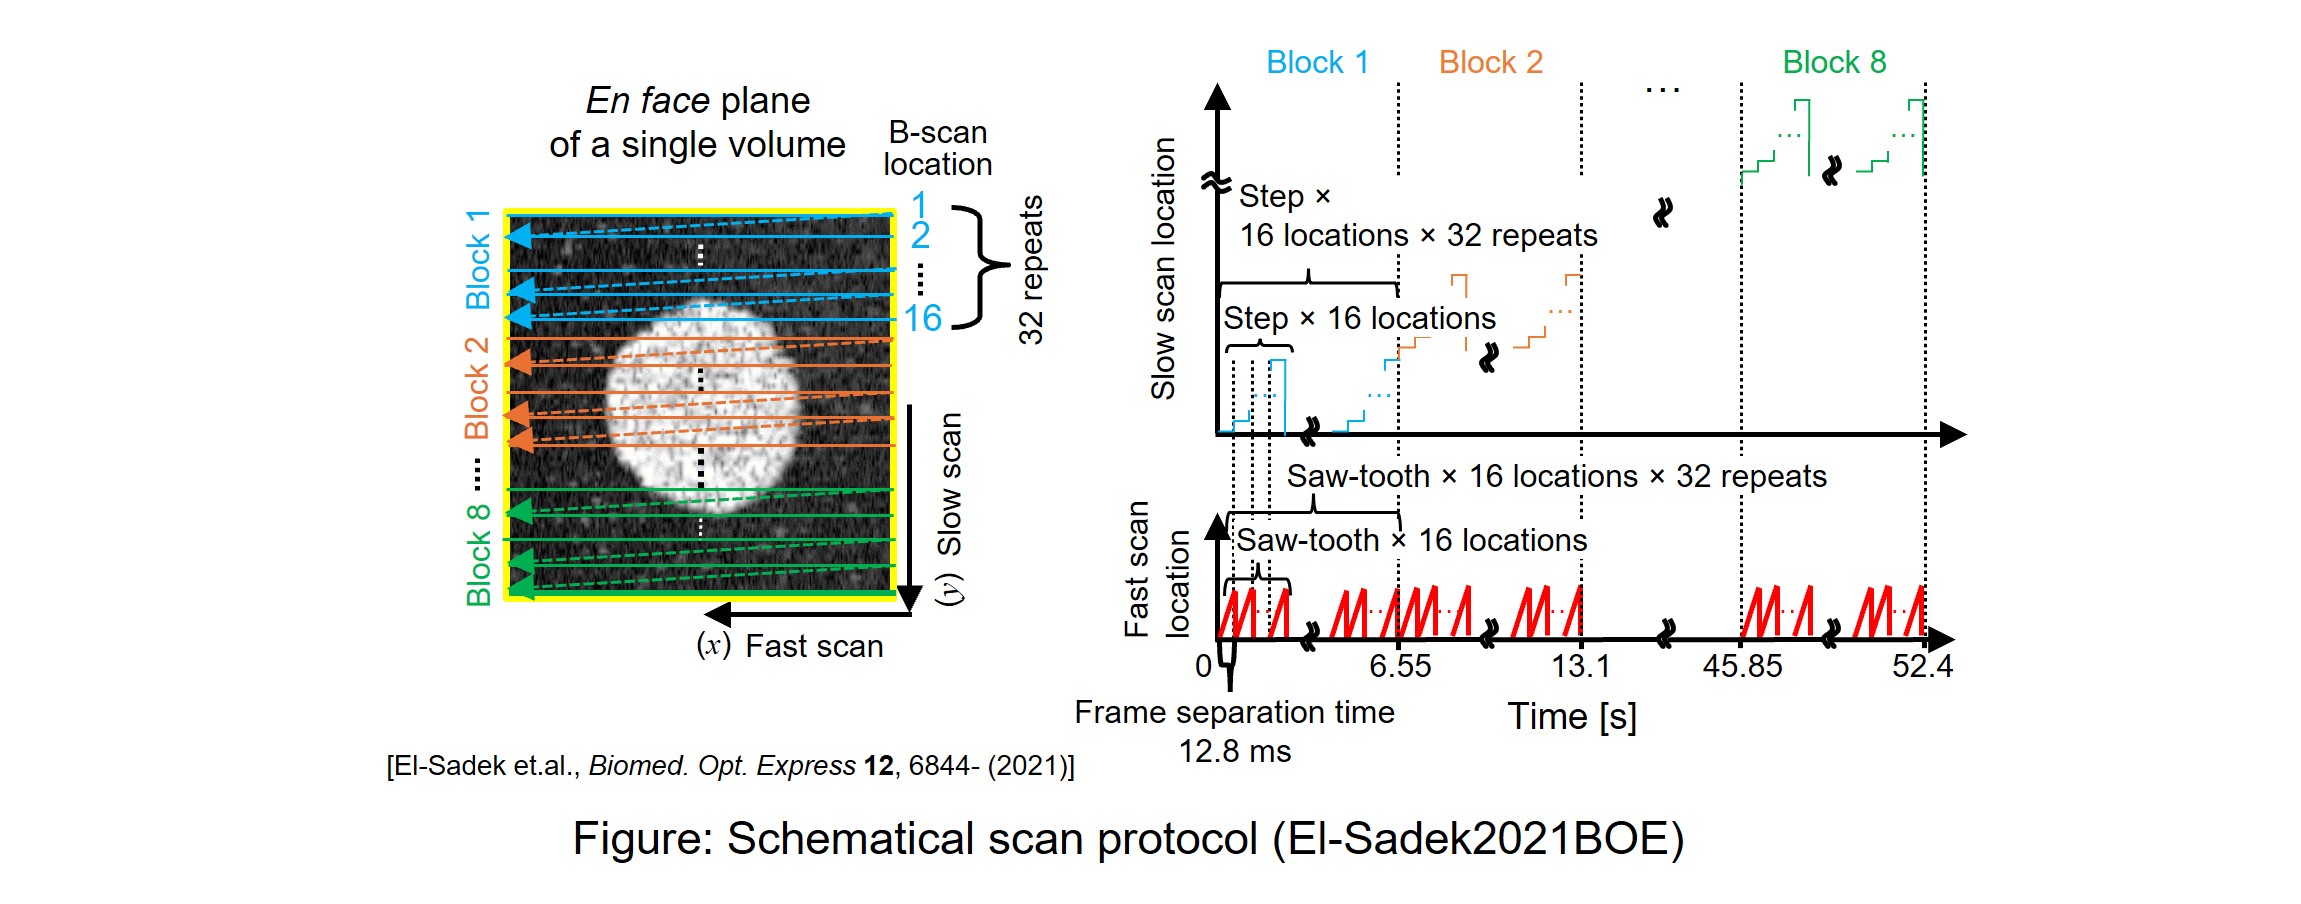 En face plane
of a single volume
B-scan
location
1
2
16
32 repeats
Block 1
Block 2
Block 8
(y) Slow scan
(x) Fast scan
Block 1
Block 2
...
Block 8
Slow scan location
Step ×
16 locations × 32 repeats
Step × 16 locations
Saw-tooth × 16 locations × 32 repeats
Saw-tooth × 16 locations
Fast scan
location
0
6.55
13.1
45.85
52.4
Frame separation time
12.8 ms
Time [s]
[El-Sadek et.al., Biomed. Opt. Express 12, 6844- (2021)]
Figure: Schematical scan protocol (El-Sadek2021BOE)